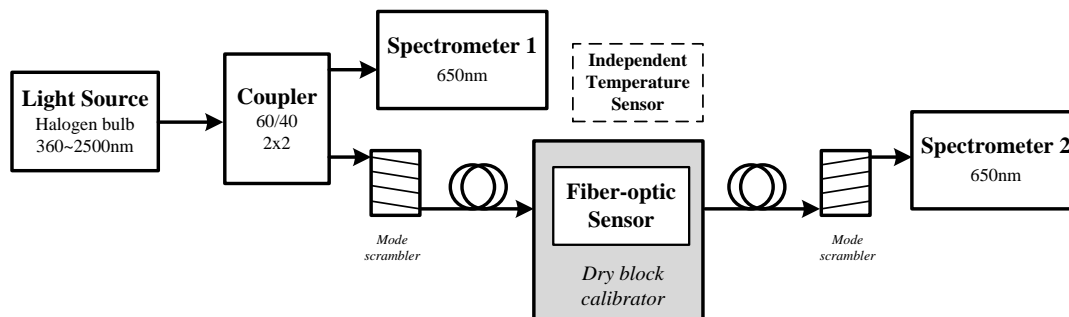 Light Source
Halogen bulb
360~2500nm
Coupler
60/40
2x2
Spectrometer 1
650nm
Independent
Temperature
Sensor
Mode
scrambler
Fiber-optic
Sensor
Dry block
calibrator
Mode
scrambler
Spectrometer 2
650nm